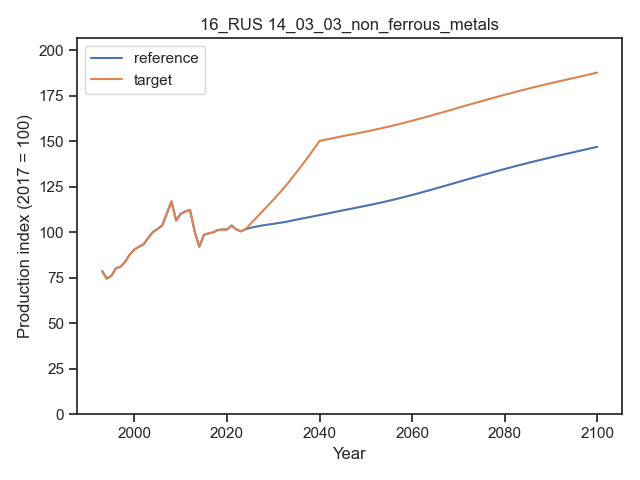 16_RUS 14_03_03_non_ferrous_metals
reference
target
Production index (2017 = 100)
200
175
150
125
100
75
50
25
0
2000 2020 2040 2060 2080 2100
Year